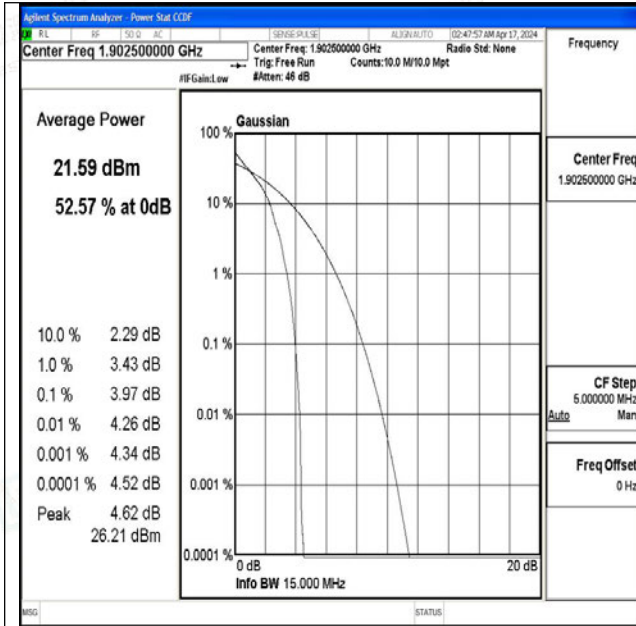 Agilent Spectrum Analyzer - Power Stat CCDF
RL RF 50 Ω AC SENSE:PULSE ALIGNAUTO 02:47:57 AM Apr 17, 2024
Center Freq 1.902500000 GHz
Center Freq: 1.902500000 GHz Radio Std: None
Trig: Free Run Counts:10.0 M/10.0 Mpt
#IFGain:Low #Atten: 46 dB
Frequency
Average Power
21.59 dBm
52.57 % at 0dB
10.0 % 2.29 dB
1.0 % 3.43 dB
0.1 % 3.97 dB
0.01 % 4.26 dB
0.001 % 4.34 dB
0.0001 % 4.52 dB
Peak 4.62 dB
26.21 dBm
Gaussian
100 %
10 %
1 %
0.1 %
0.01 %
0.001 %
0.0001 %
0 dB 20 dB
Info BW 15.000 MHz
Center Freq
1.902500000 GHz
CF Step
5.000000 MHz
Auto Man
Freq Offset
0 Hz
MSG STATUS